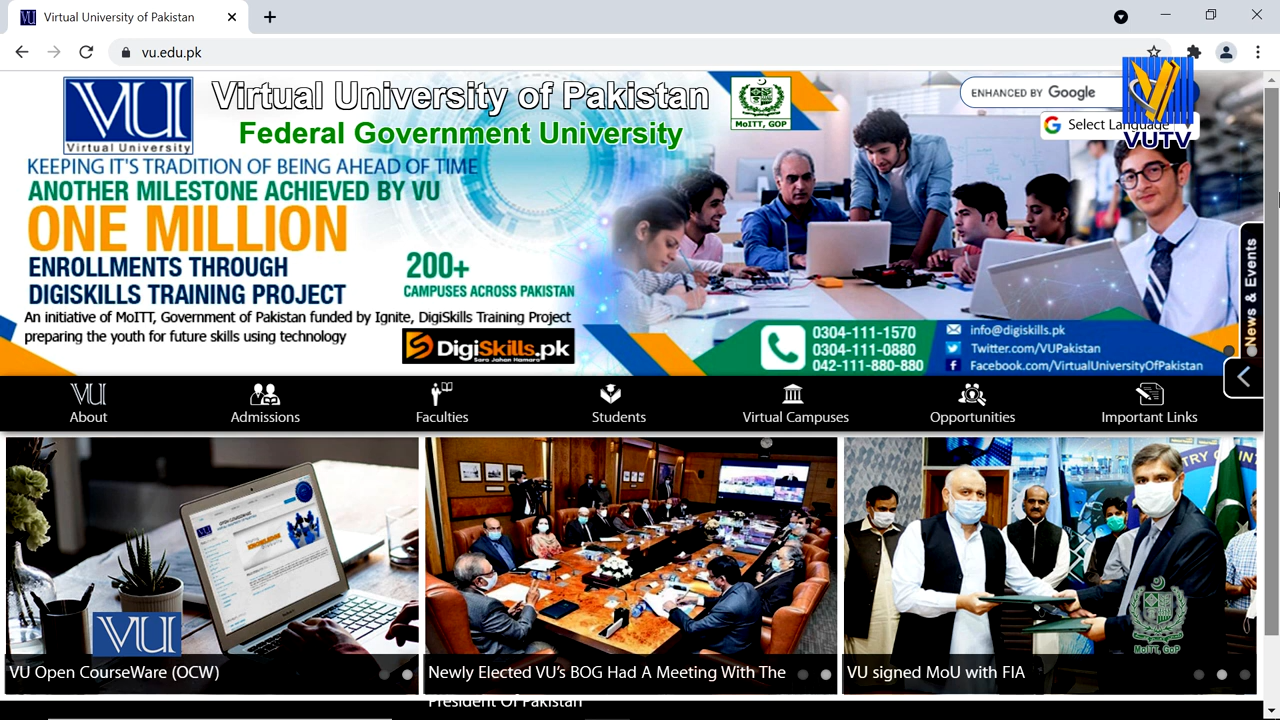 Virtual University of Pakistan
vu.edu.pk
VU
Virtual University
Virtual University of Pakistan
Federal Government University
MoITT, GOP
ENHANCED BY Google
Select Language
VUTV
KEEPING IT'S TRADITION OF BEING AHEAD OF TIME
ANOTHER MILESTONE ACHIEVED BY VU
ONE MILLION
ENROLLMENTS THROUGH
DIGISKILLS TRAINING PROJECT
200+
CAMPUSES ACROSS PAKISTAN
An initiative of MoITT, Government of Pakistan funded by Ignite, DigiSkills Training Project
preparing the youth for future skills using technology
DigiSkills.pk
Sara Jahan Hamara
0304-111-1570
0304-111-0880
042-111-880-880
info@digiskills.pk
Twitter.com/VUPakistan
Facebook.com/VirtualUniversityOfPakistan
News & Events
VU
About
Admissions
Faculties
Students
Virtual Campuses
Opportunities
Important Links
VU
VU Open CourseWare (OCW)
Newly Elected VU’s BOG Had A Meeting With The
President Of Pakistan
MoITT, GoP
VU signed MoU with FIA